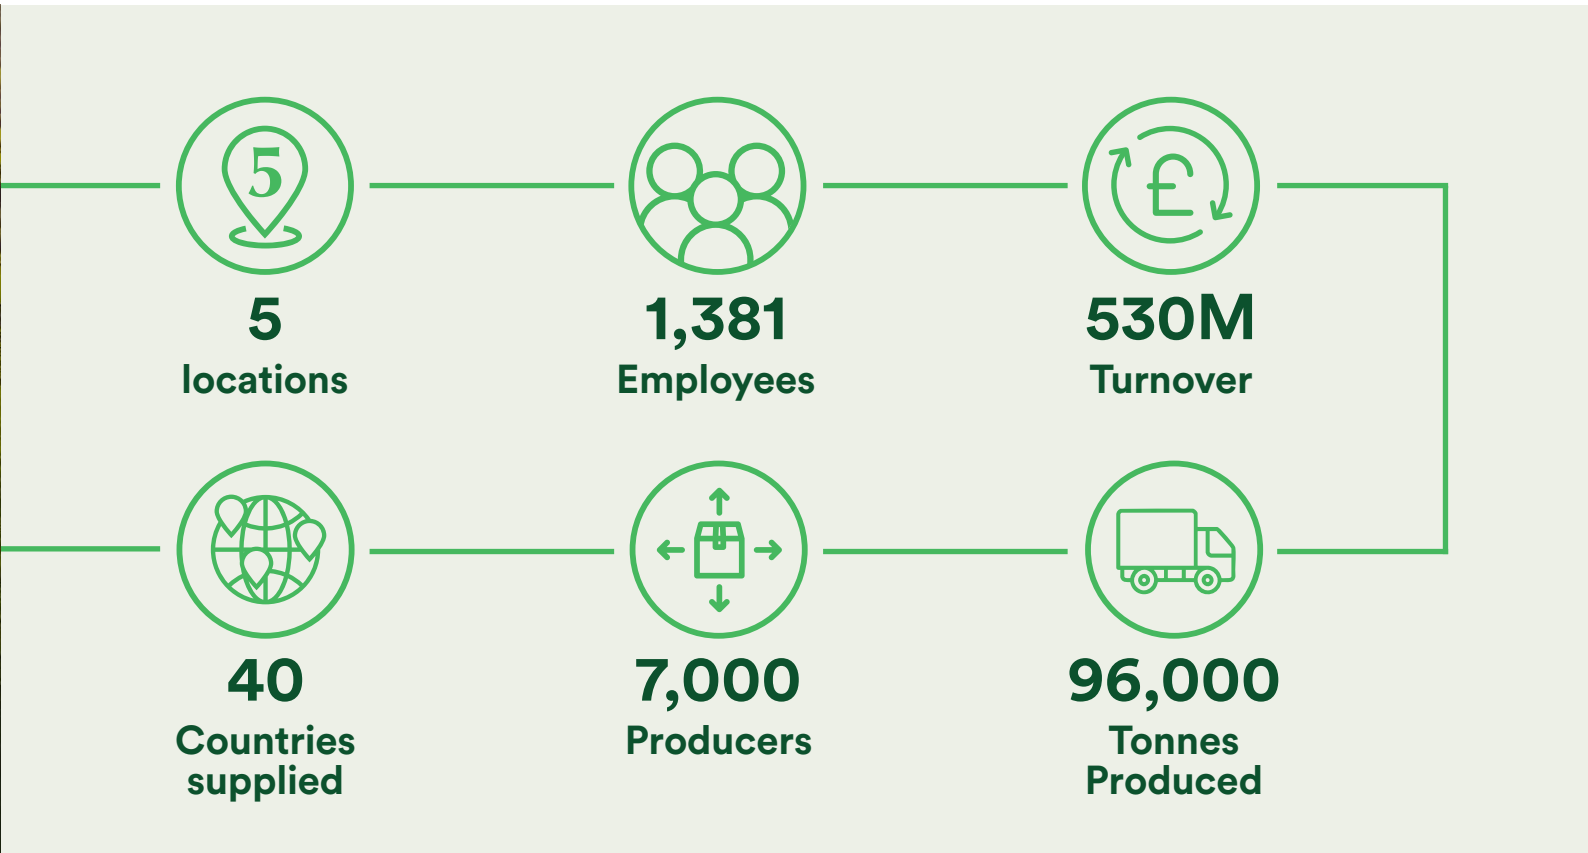 5
5
locations
£
1,381
Employees
530M
Turnover
40
Countries
supplied
7,000
Producers
96,000
Tonnes
Produced